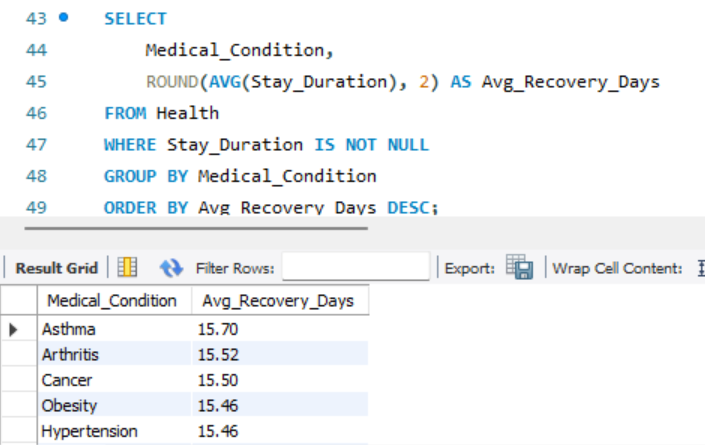 43 SELECT
44 Medical_Condition,
45 ROUND(AVG(Stay_Duration), 2) AS Avg_Recovery_Days
46 FROM Health
47 WHERE Stay_Duration IS NOT NULL
48 GROUP BY Medical_Condition
49 ORDER BY Avg_Recovery_Days DESC;
Result Grid Filter Rows: Export: Wrap Cell Content:
Medical_Condition Avg_Recovery_Days
Asthma 15.70
Arthritis 15.52
Cancer 15.50
Obesity 15.46
Hypertension 15.46